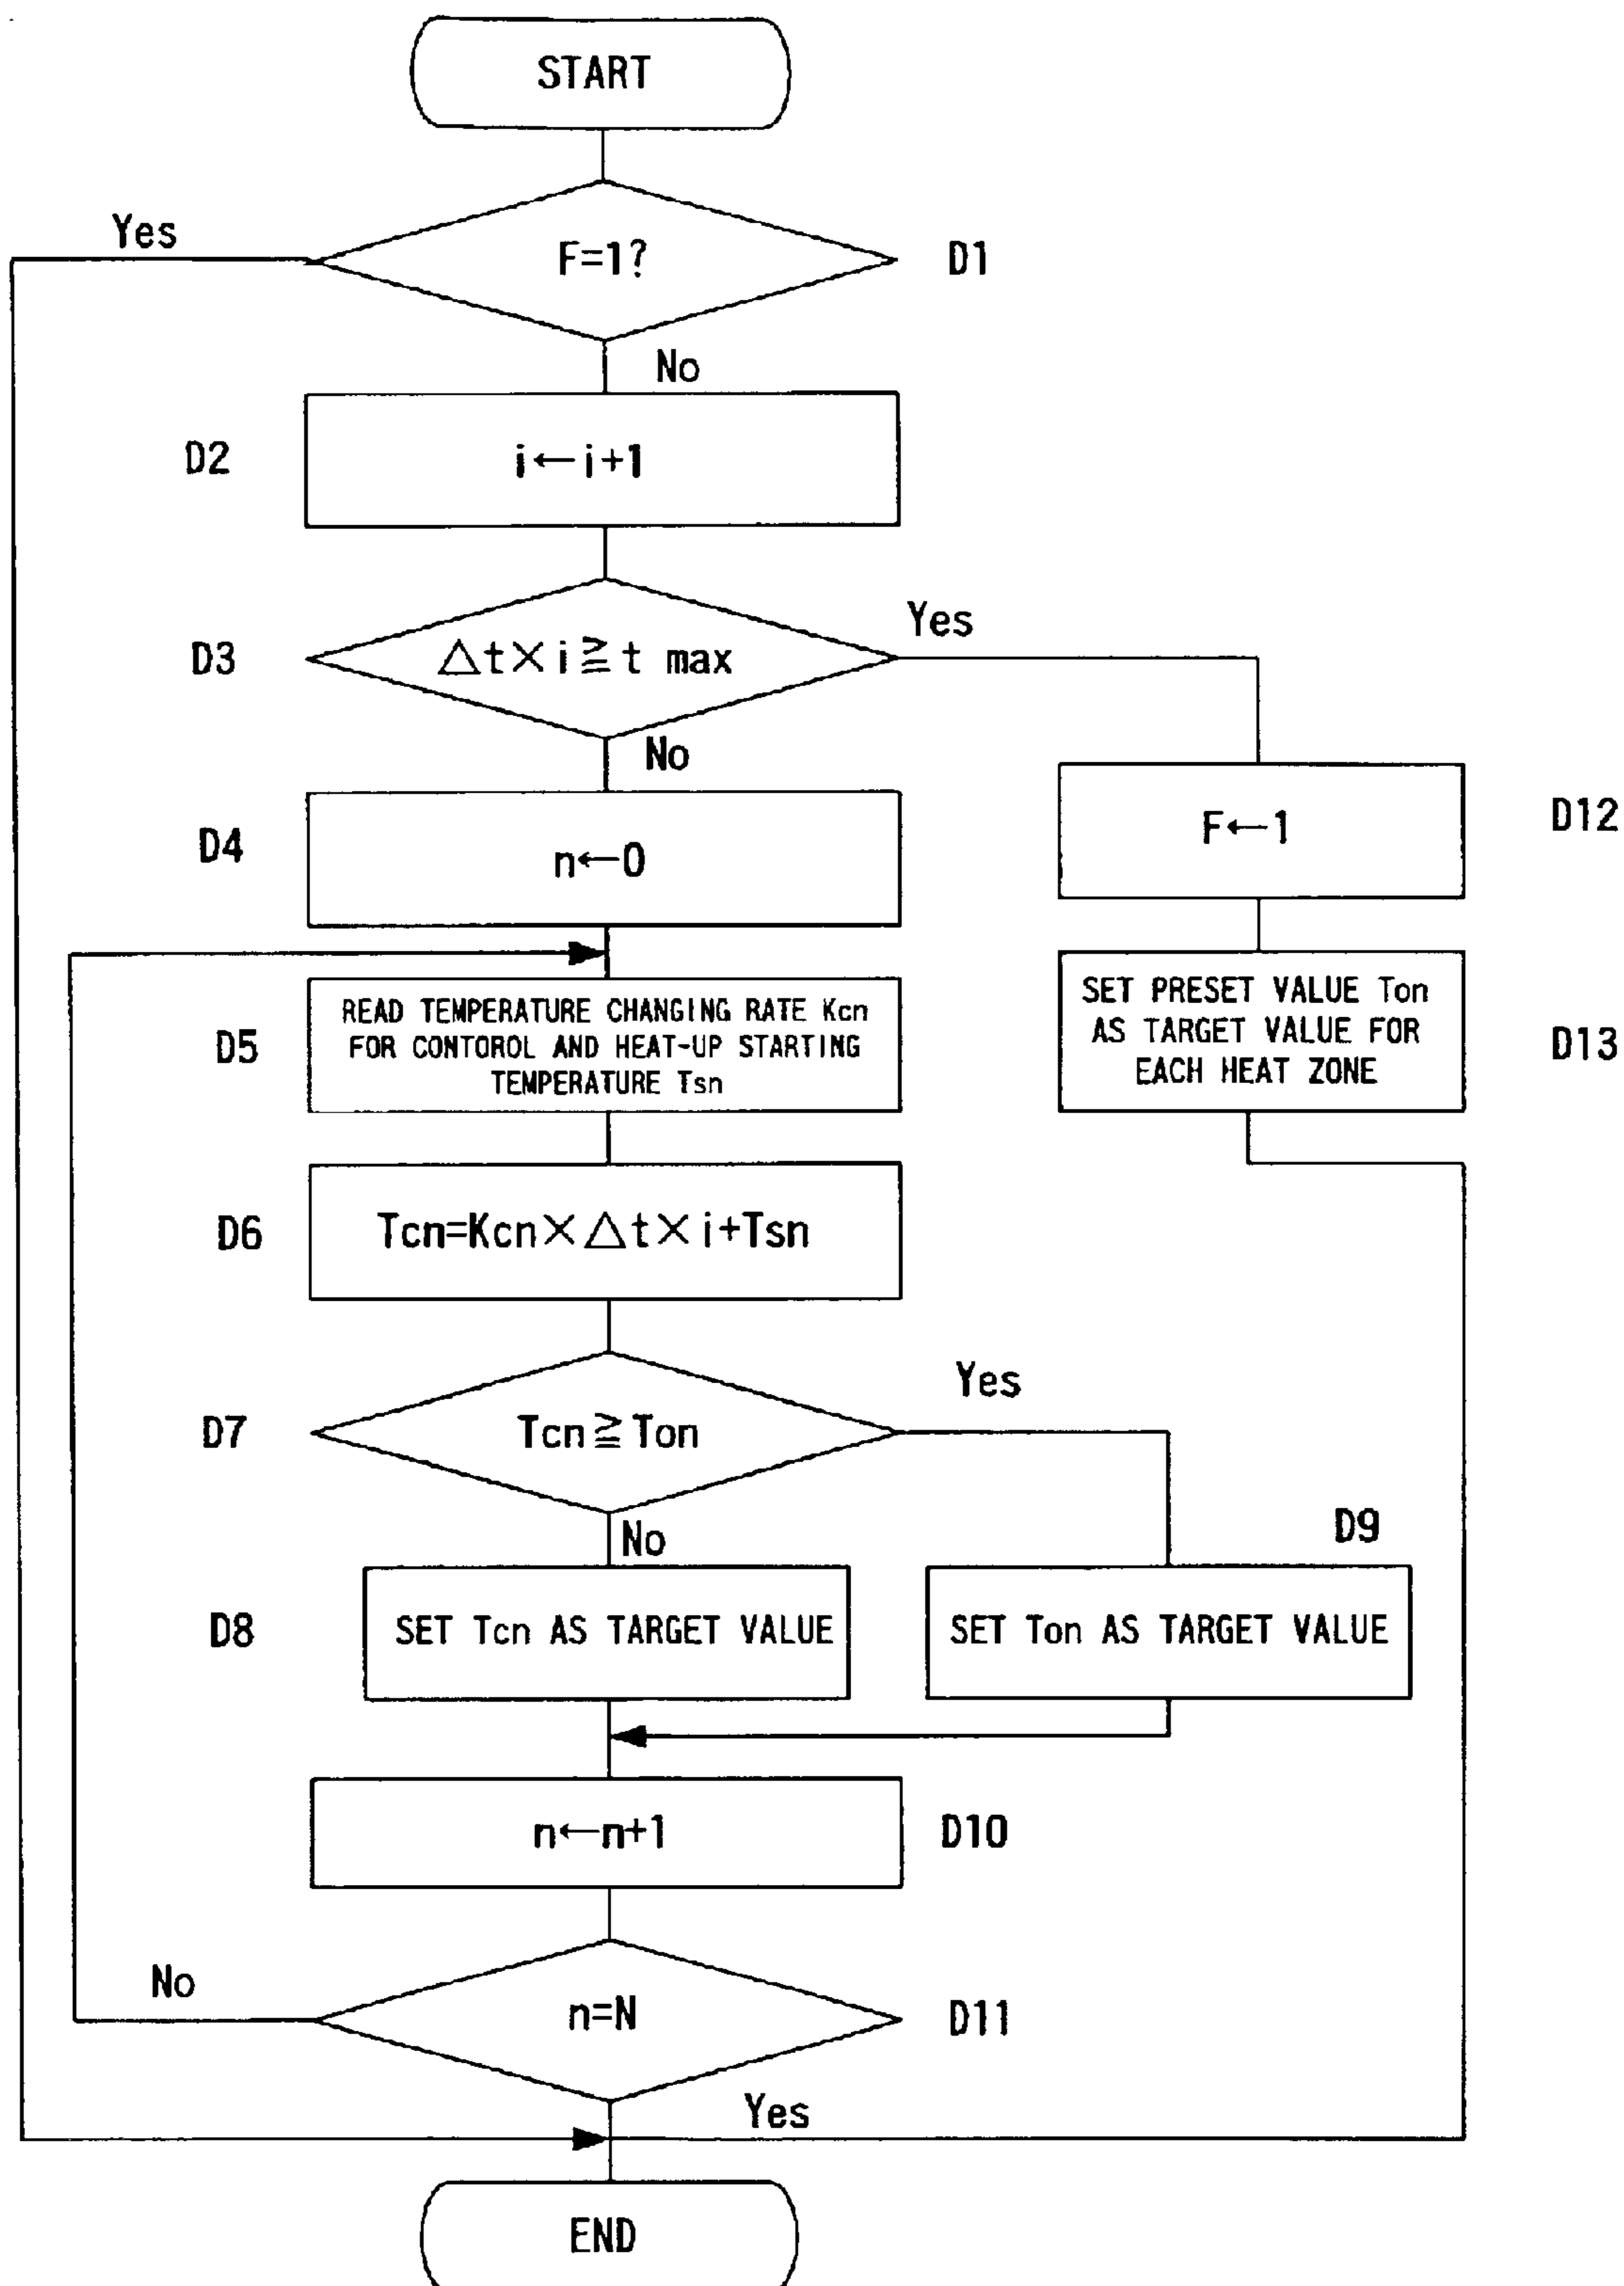 START
Yes
F=1?
D1
No
D2
i←i+1
D3
△t×i≧t max
Yes
No
D4
n←0
F←1
D12
D5
READ TEMPERATURE CHANGING RATE Kcn
FOR CONTOROL AND HEAT-UP STARTING
TEMPERATURE Tsn
SET PRESET VALUE Ton
AS TARGET VALUE FOR
EACH HEAT ZONE
D13
D6
Tcn=Kcn×△t×i+Tsn
D7
Tcn≧Ton
Yes
No
D9
D8
SET Tcn AS TARGET VALUE
SET Ton AS TARGET VALUE
n←n+1
D10
No
n=N
D11
Yes
END